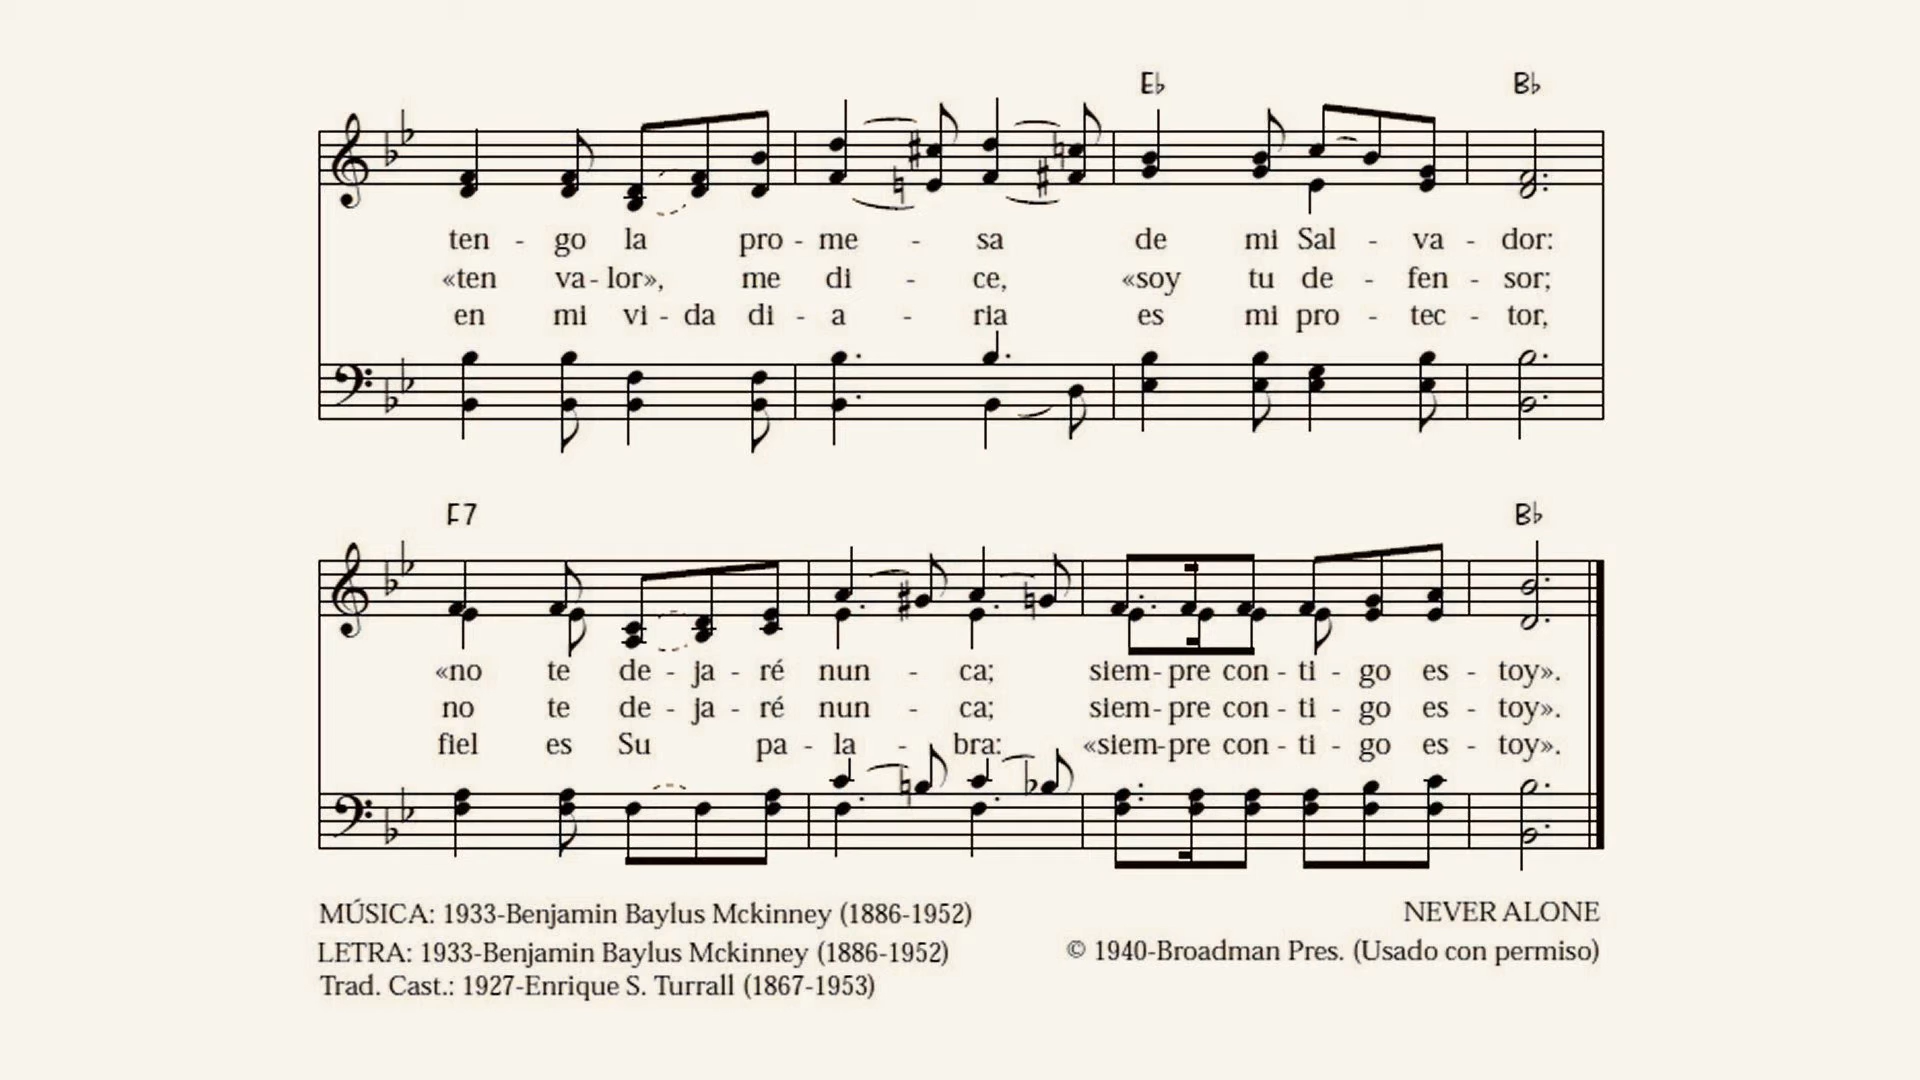 E♭ B♭
ten - go la pro - me - sa de mi Sal - va - dor:
«ten va - lor», me di - ce, «soy tu de - fen - sor;
en mi vi - da di - a - ria es mi pro - tec - tor,
F7 B♭
«no te de - ja - ré nun - ca; siem - pre con - ti - go es - toy».
no te de - ja - ré nun - ca; siem - pre con - ti - go es - toy».
fiel es Su pa - la - bra: «siem - pre con - ti - go es - toy».
MÚSICA: 1933-Benjamin Baylus Mckinney (1886-1952)
NEVER ALONE
LETRA: 1933-Benjamin Baylus Mckinney (1886-1952)
© 1940-Broadman Pres. (Usado con permiso)
Trad. Cast.: 1927-Enrique S. Turrall (1867-1953)